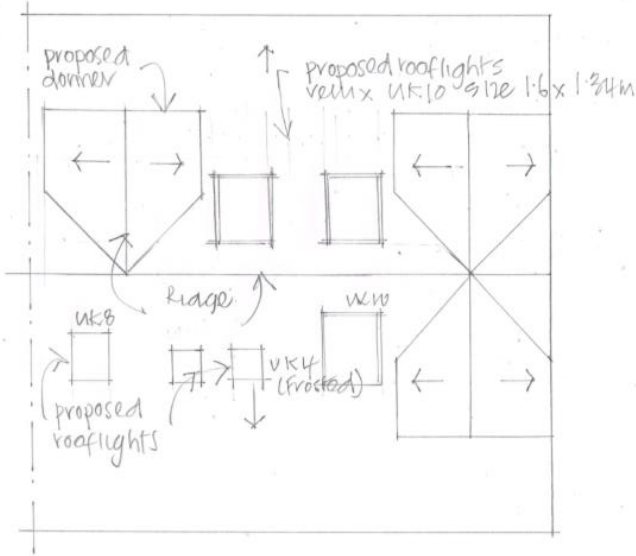 proposed
dormer
proposed rooflights
velux UK10 size 1.6 x 1.34m
Ridge
UK8
UK10
UK4
(frosted)
proposed
rooflights